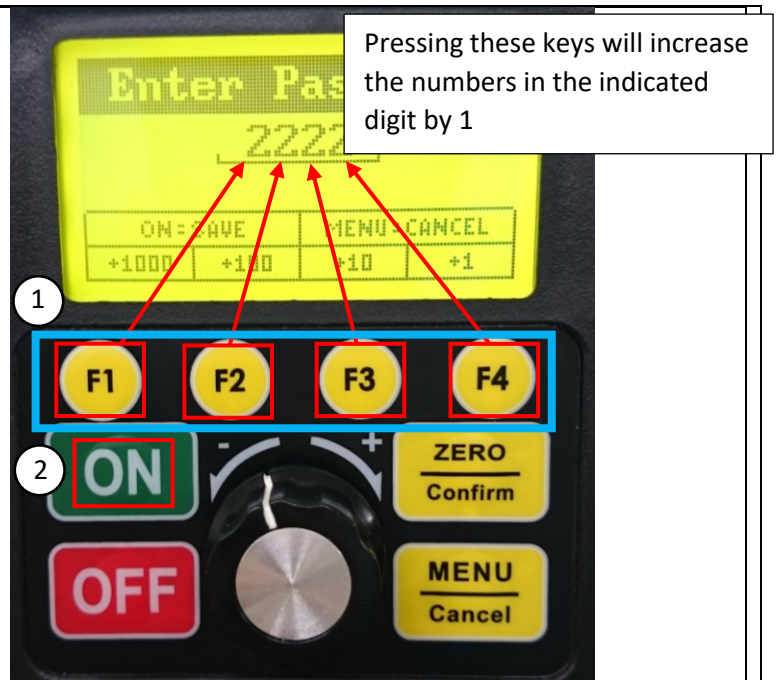 Pressing these keys will increase
the numbers in the indicated
digit by 1
Enter
2222
ON=SAVE MENU=CANCEL
+1000 +100 +10 +1
1
F1 F2 F3 F4
2
ON
- +
ZERO
Confirm
OFF
MENU
Cancel